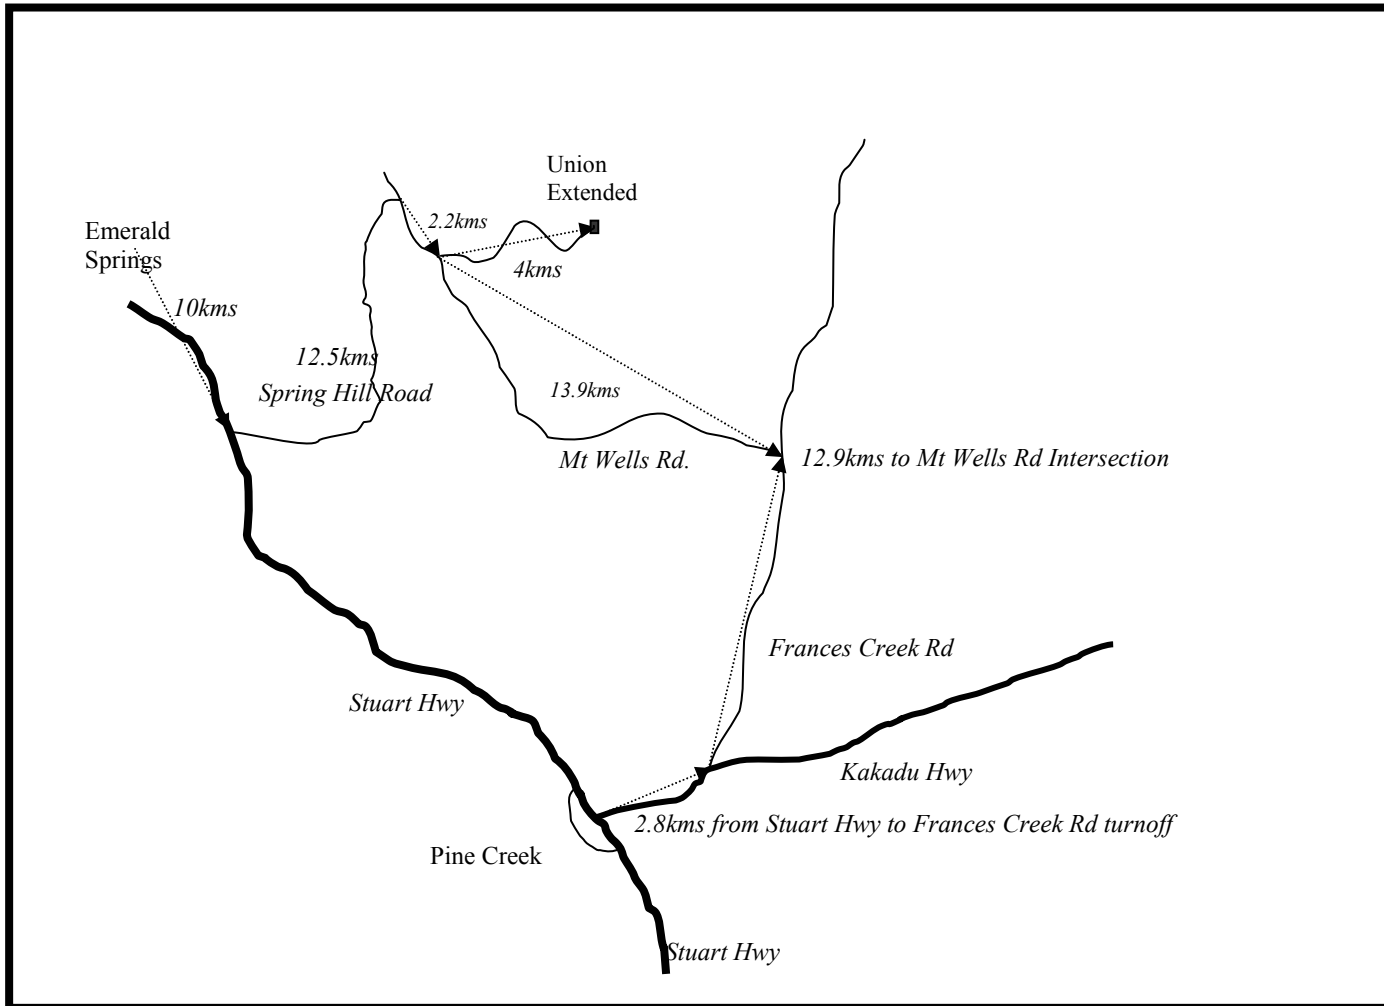 Union
Extended
2.2kms
Emerald
Springs
4kms
10kms
12.5kms
Spring Hill Road
13.9kms
Mt Wells Rd.
12.9kms to Mt Wells Rd Intersection
Frances Creek Rd
Stuart Hwy
Kakadu Hwy
2.8kms from Stuart Hwy to Frances Creek Rd turnoff
Pine Creek
Stuart Hwy